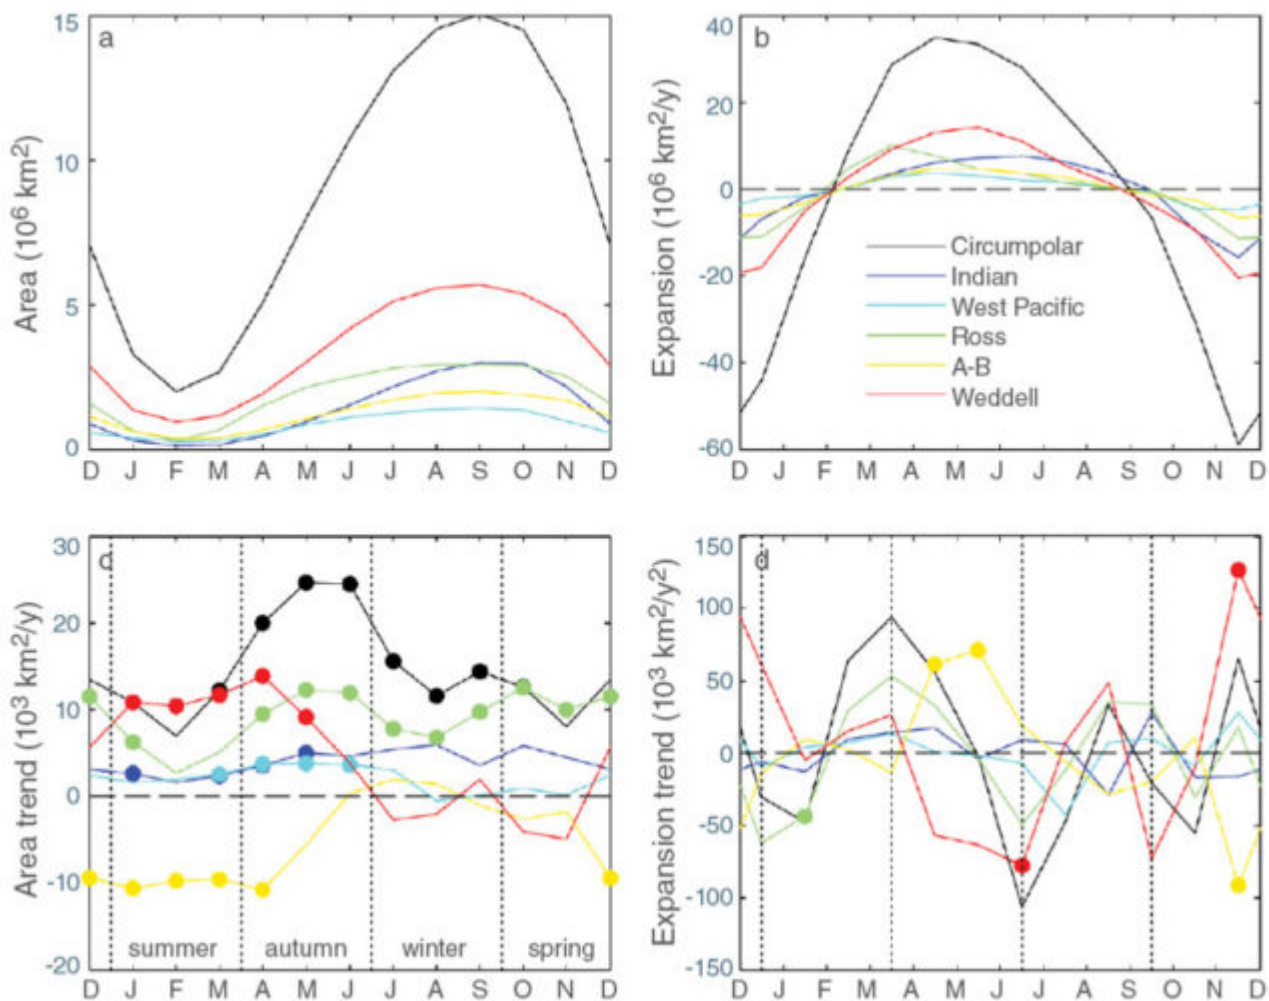 a
15
10
5
0
Area (10⁶ km²)
D J F M A M J J A S O N D
b
40
20
0
-20
-40
-60
Expansion (10⁶ km²/y)
Circumpolar
Indian
West Pacific
Ross
A-B
Weddell
D J F M A M J J A S O N D
c
30
20
10
0
-10
-20
Area trend (10³ km²/y)
summer autumn winter spring
D J F M A M J J A S O N D
d
150
100
50
0
-50
-100
-150
Expansion trend (10³ km²/y²)
D J F M A M J J A S O N D